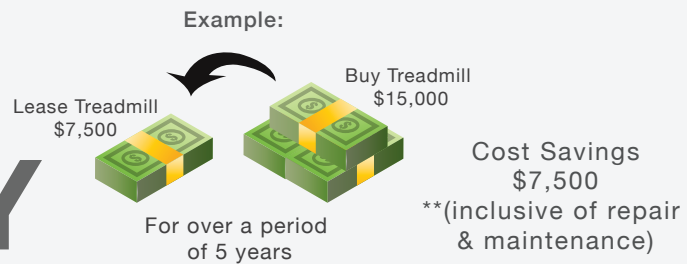 Example:
Buy Treadmill
$15,000
Lease Treadmill
$7,500
Cost Savings
$7,500
**(inclusive of repair
& maintenance)
For over a period
of 5 years
Y